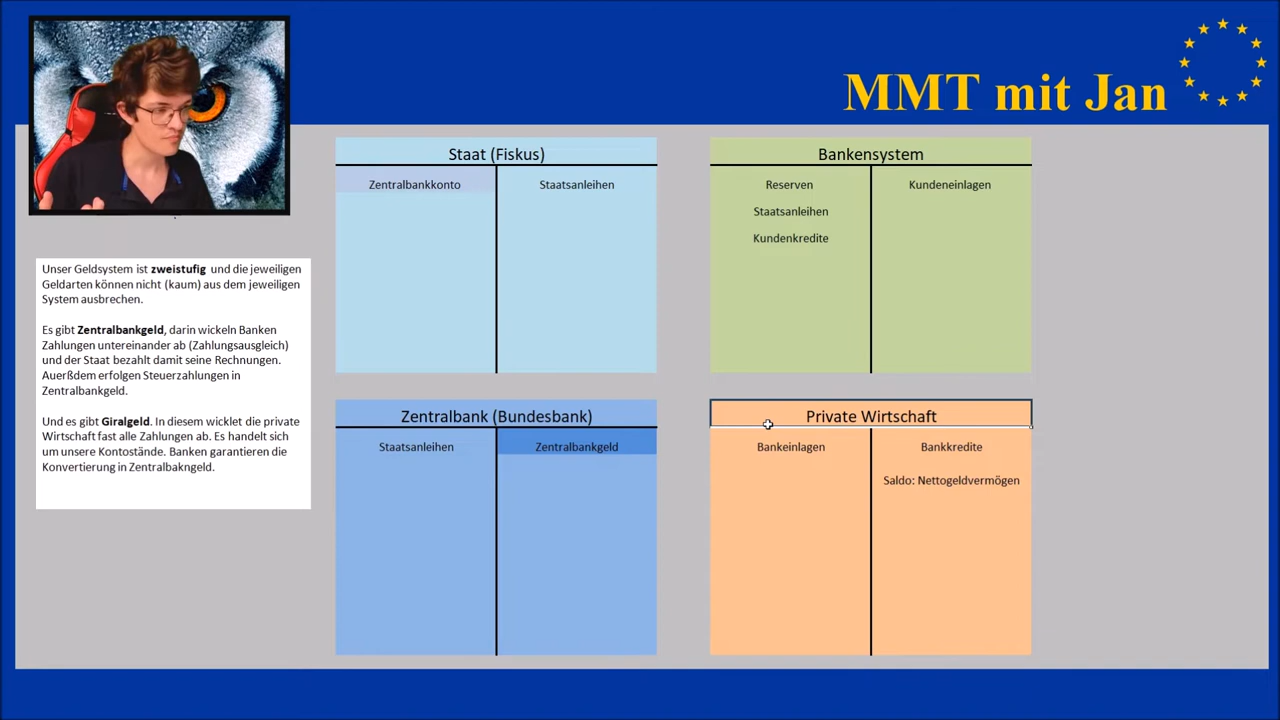 MMT mit Jan
Staat (Fiskus)
Zentralbankkonto
Staatsanleihen
Bankensystem
Reserven
Kundeneinlagen
Staatsanleihen
Kundenkredite
Unser Geldsystem ist zweistufig und die jeweiligen
Geldarten können nicht (kaum) aus dem jeweiligen
System ausbrechen.
Es gibt Zentralbankgeld, darin wickeln Banken
Zahlungen untereinander ab (Zahlungsausgleich)
und der Staat bezahlt damit seine Rechnungen.
Auerßdem erfolgen Steuerzahlungen in
Zentralbankgeld.
Und es gibt Giralgeld. In diesem wicklet die private
Wirtschaft fast alle Zahlungen ab. Es handelt sich
um unsere Kontostände. Banken garantieren die
Konvertierung in Zentralbakngeld.
Zentralbank (Bundesbank)
Staatsanleihen
Zentralbankgeld
Private Wirtschaft
Bankeinlagen
Bankkredite
Saldo: Nettogeldvermögen